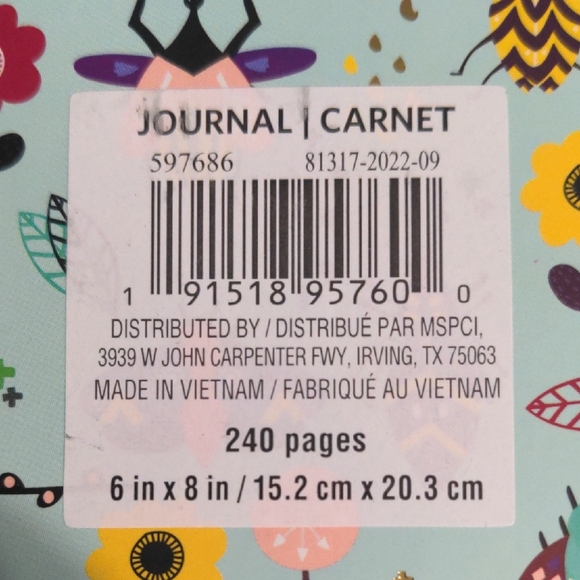 JOURNAL | CARNET
597686 81317-2022-09
1 91518 95760 0
DISTRIBUTED BY / DISTRIBUÉ PAR MSPCI,
3939 W JOHN CARPENTER FWY, IRVING, TX 75063
MADE IN VIETNAM / FABRIQUÉ AU VIETNAM
240 pages
6 in x 8 in / 15.2 cm x 20.3 cm